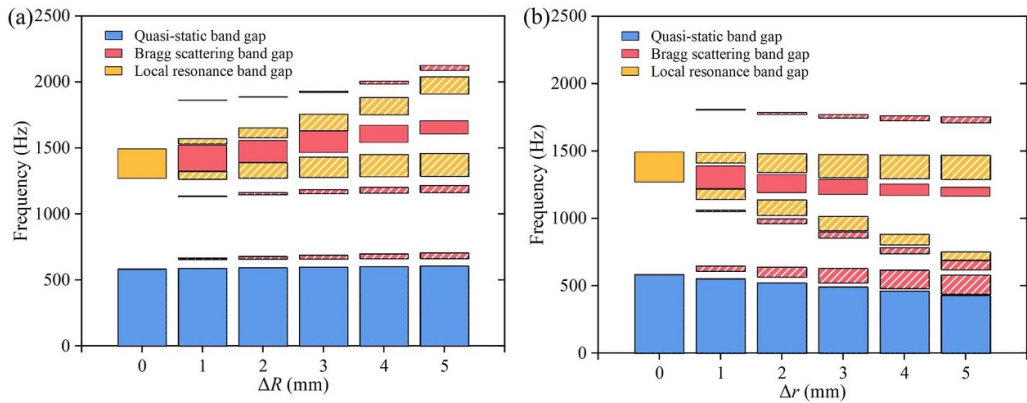 (a)
2500
2000
1500
1000
500
0
Frequency (Hz)
Quasi-static band gap
Bragg scattering band gap
Local resonance band gap
0 1 2 3 4 5
ΔR (mm)
(b)
2500
2000
1500
1000
500
0
Frequency (Hz)
Quasi-static band gap
Bragg scattering band gap
Local resonance band gap
0 1 2 3 4 5
Δr (mm)